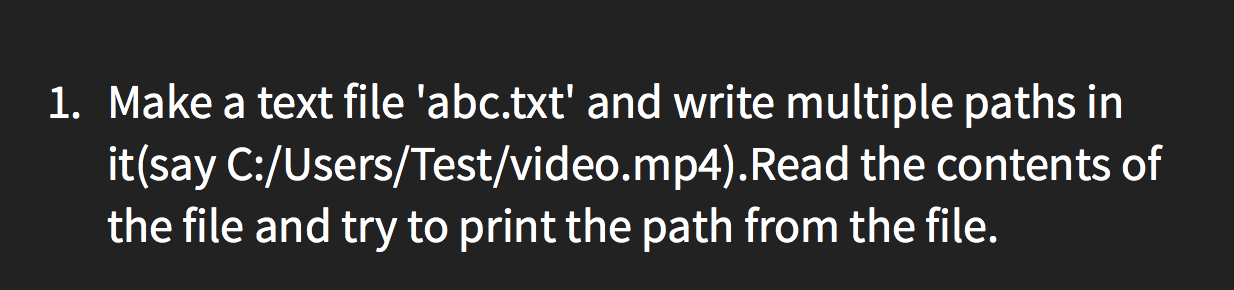 1. Make a text file 'abc.txt' and write multiple paths in
it(say C:/Users/Test/video.mp4).Read the contents of
the file and try to print the path from the file.